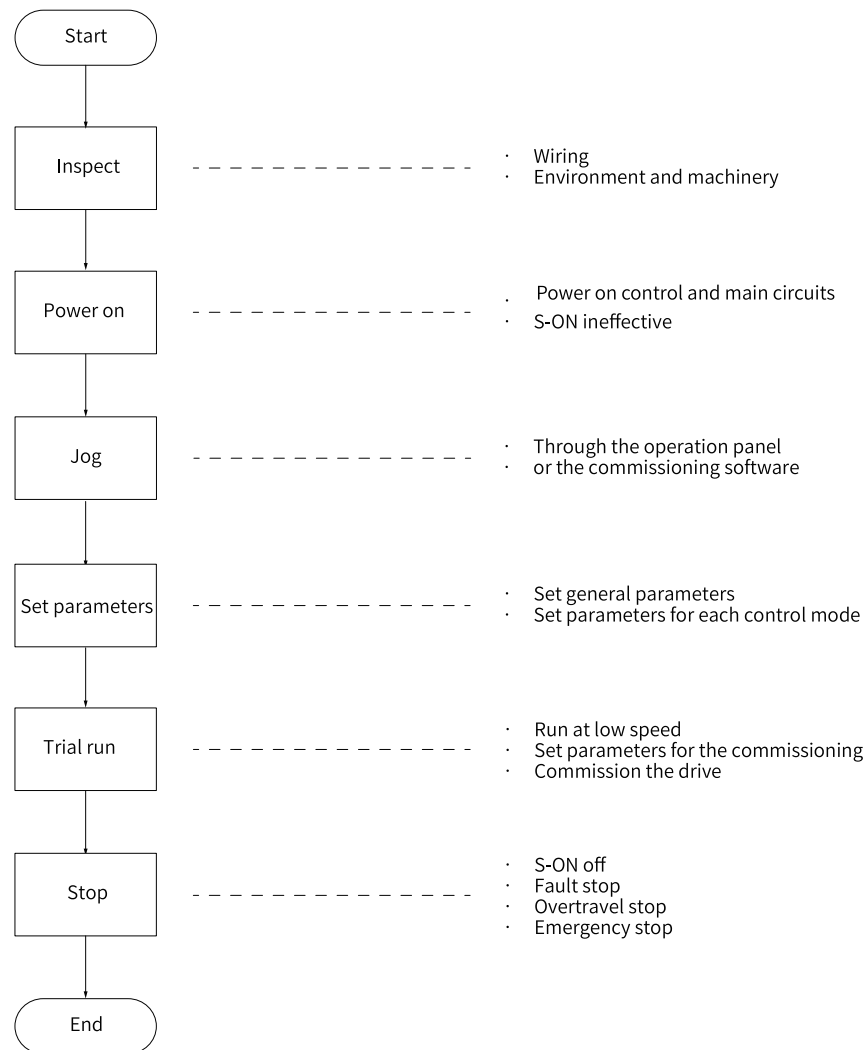 Start
Inspect
· Wiring
· Environment and machinery
Power on
· Power on control and main circuits
· S-ON ineffective
Jog
· Through the operation panel
· or the commissioning software
Set parameters
· Set general parameters
· Set parameters for each control mode
Trial run
· Run at low speed
· Set parameters for the commissioning
· Commission the drive
Stop
· S-ON off
· Fault stop
· Overtravel stop
· Emergency stop
End